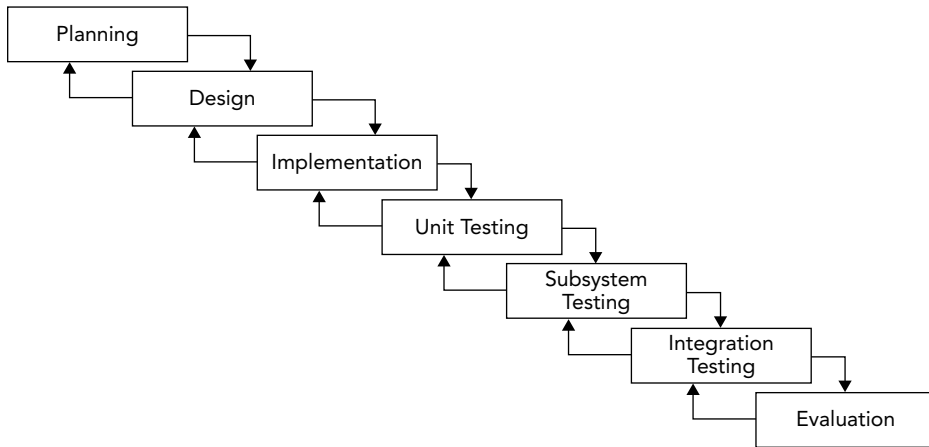 Planning
Design
Implementation
Unit Testing
Subsystem
Testing
Integration
Testing
Evaluation